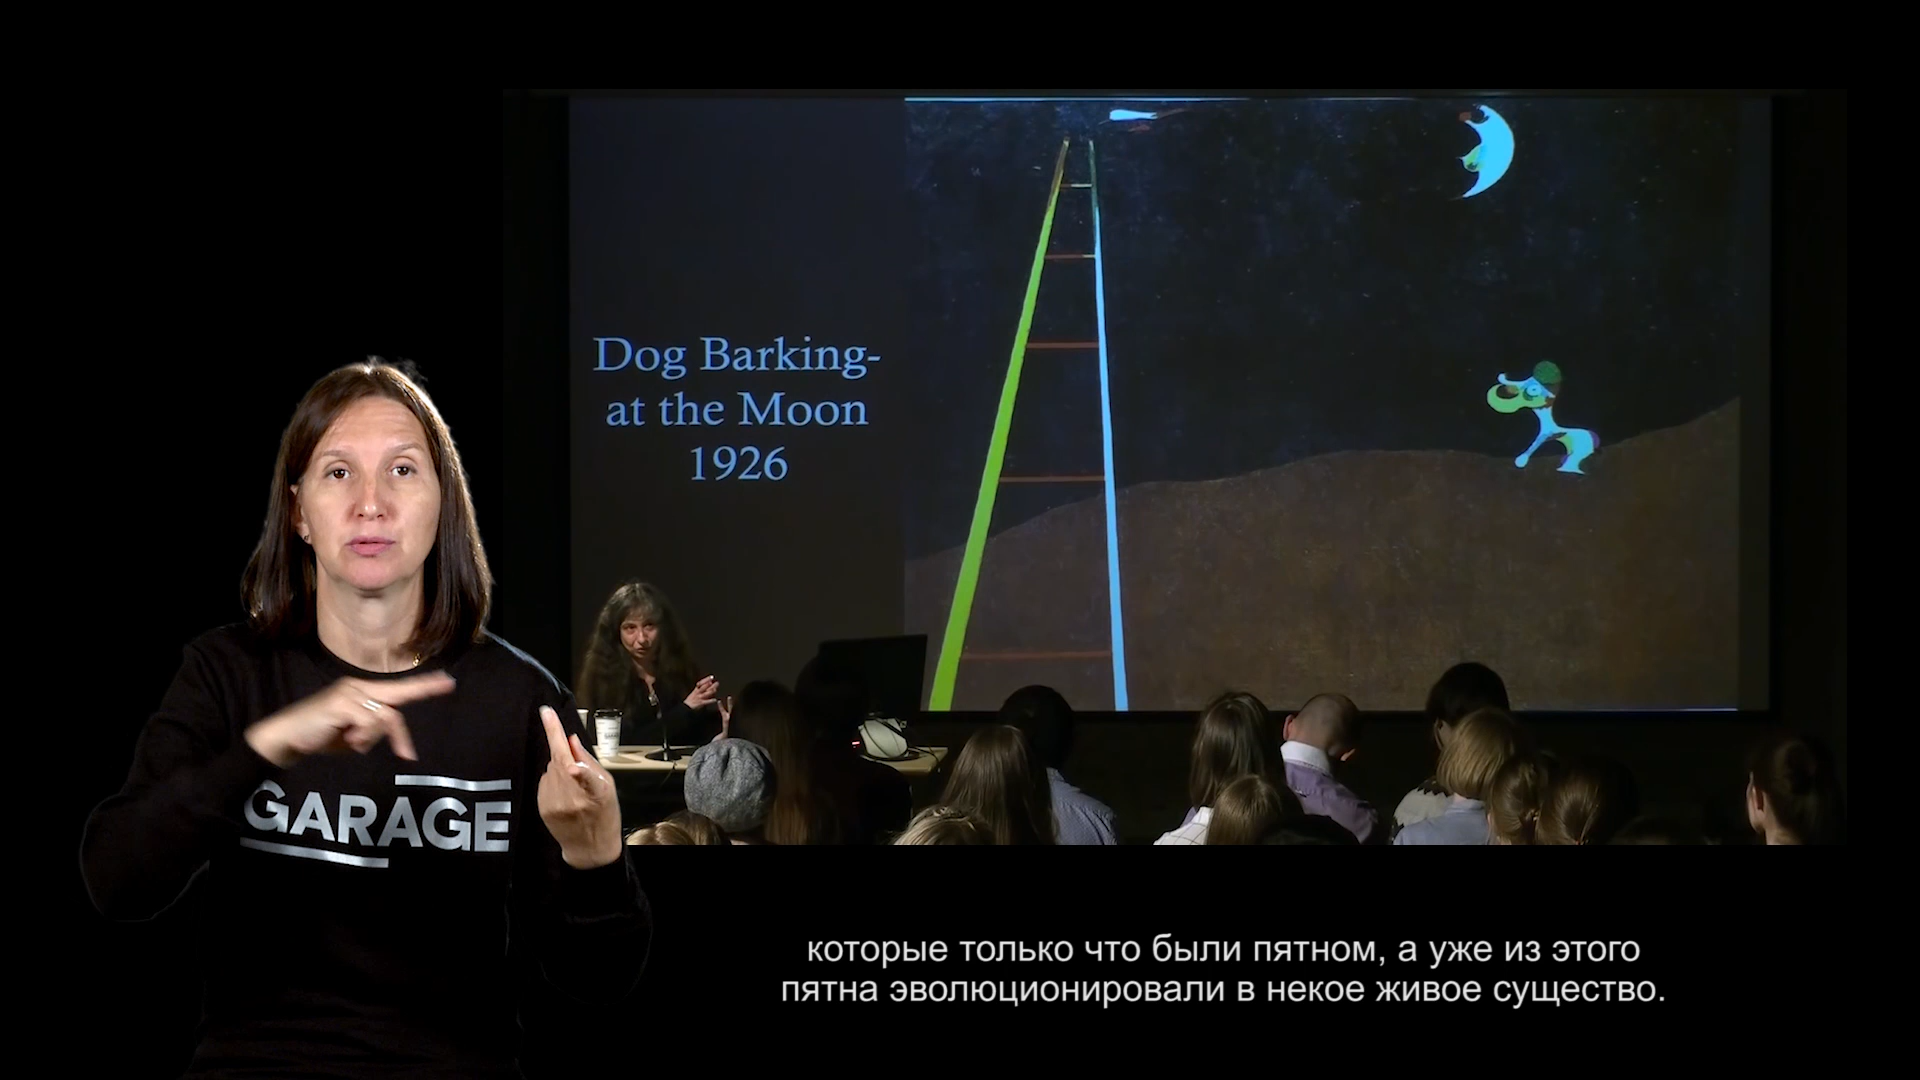 Dog Barking-
at the Moon
1926
GARAGE
которые только что были пятном, а уже из этого
пятна эволюционировали в некое живое существо.